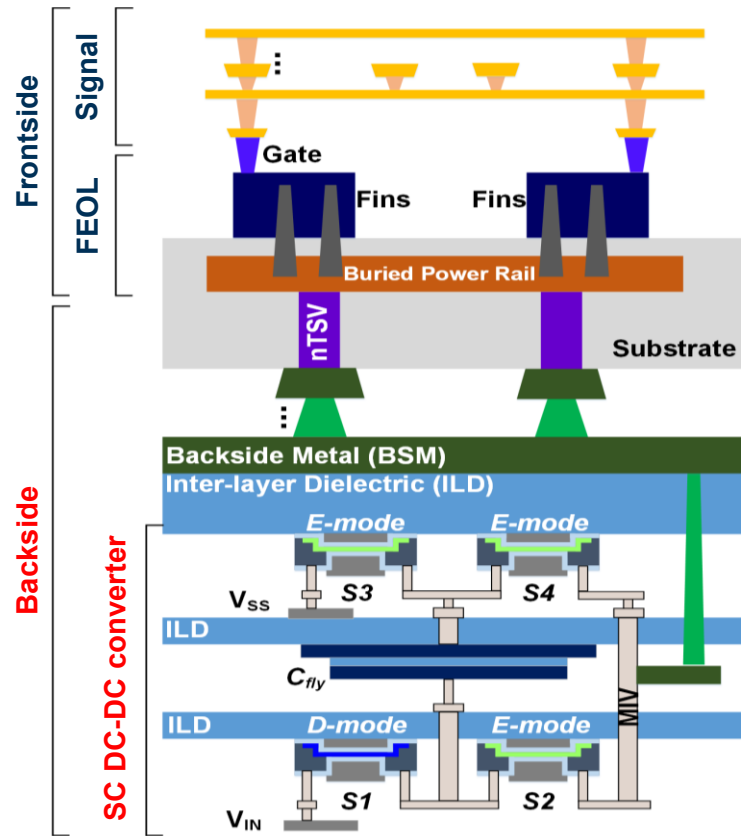 Frontside
Signal
FEOL
⋮
Gate
Fins
Fins
Buried Power Rail
nTSV
Substrate
⋮
Backside
Backside Metal (BSM)
Inter-layer Dielectric (ILD)
SC DC-DC converter
E-mode
E-mode
S3
S4
VSS
ILD
Cfly
MIV
ILD
D-mode
E-mode
S1
S2
VIN